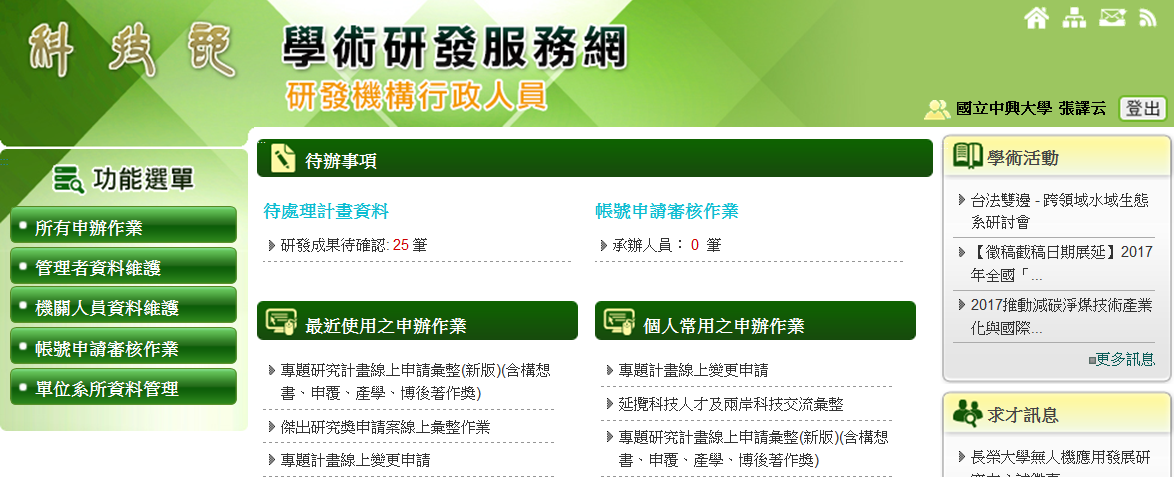 科技部
學術研發服務網
研發機構行政人員
國立中興大學 張譯云 登出
功能選單
所有申辦作業
管理者資料維護
機關人員資料維護
帳號申請審核作業
單位系所資料管理
待辦事項
待處理計畫資料
研發成果待確認: 25 筆
帳號申請審核作業
承辦人員： 0 筆
最近使用之申辦作業
專題研究計畫線上申請彙整(新版)(含構想
書、申覆、產學、博後著作獎)
傑出研究獎申請案線上彙整作業
專題計畫線上變更申請
個人常用之申辦作業
專題計畫線上變更申請
延攬科技人才及兩岸科技交流彙整
專題研究計畫線上申請彙整(新版)(含構想
書、申覆、產學、博後著作獎)
學術活動
台法雙邊 - 跨領域水域生態
系研討會
【徵稿截稿日期展延】2017
年全國「...
2017推動減碳淨煤技術產業
化與國際...
更多訊息
求才訊息
長榮大學無人機應用發展研